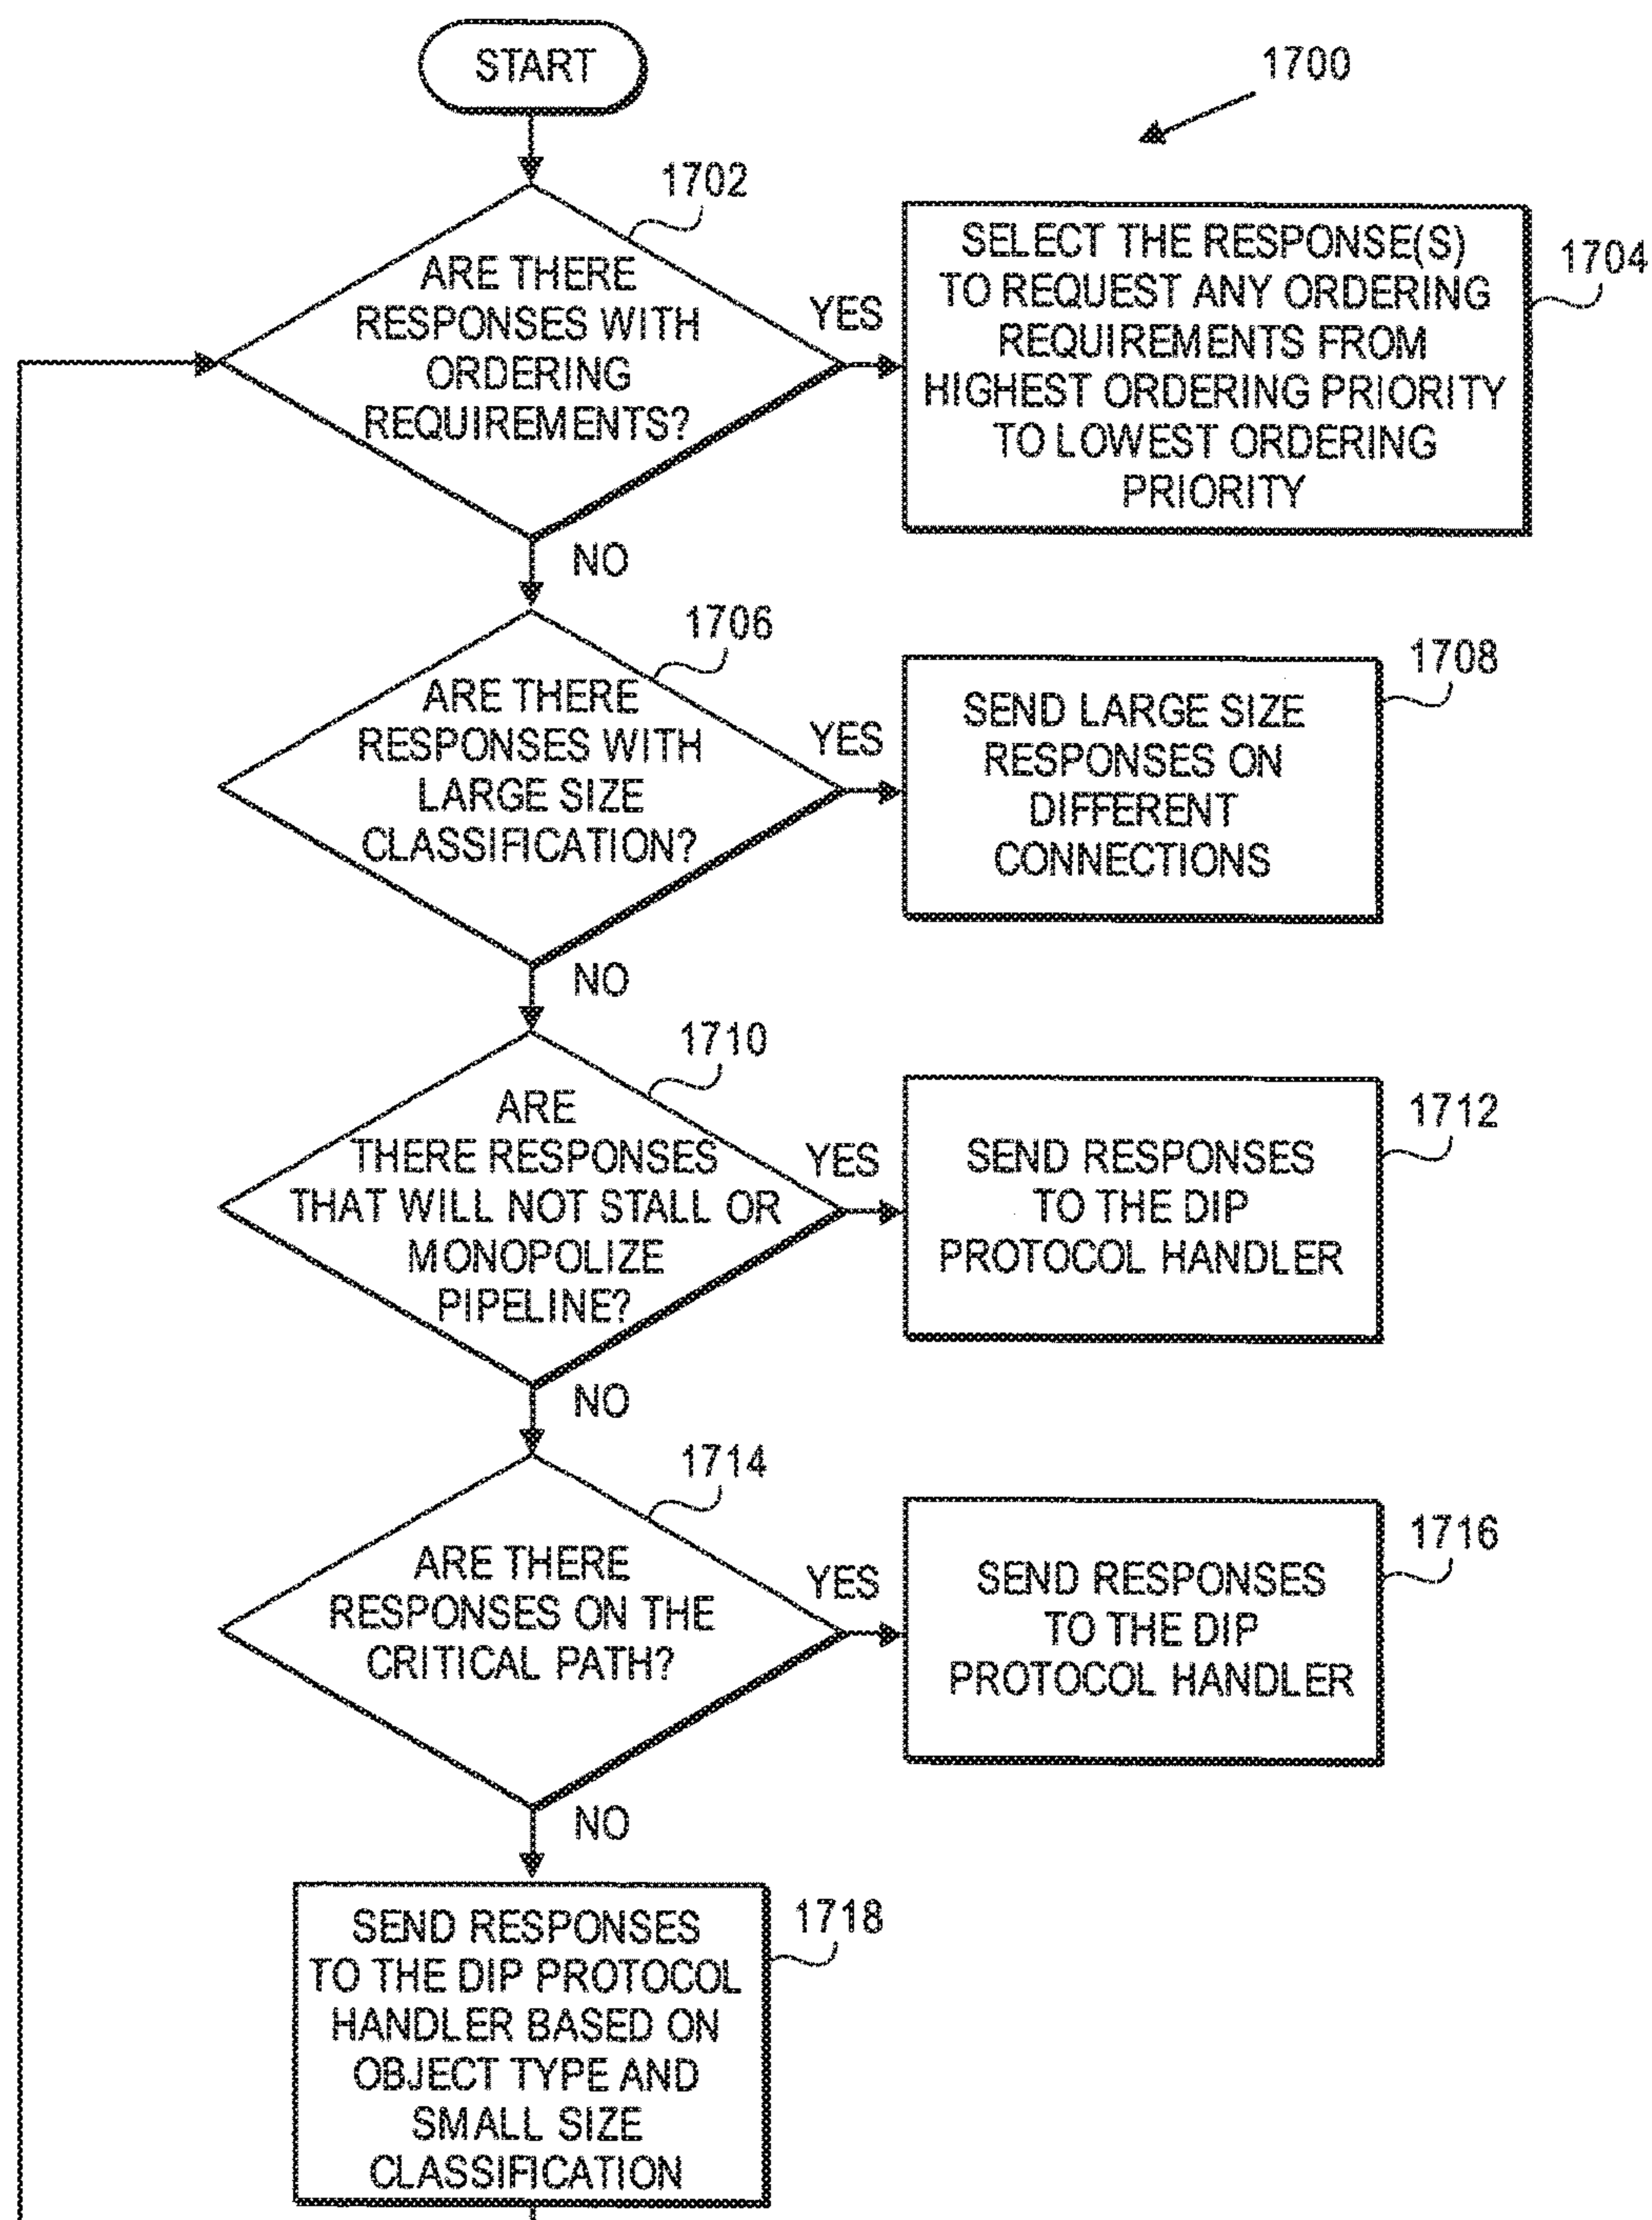 START
1700
1702
ARE THERE
RESPONSES WITH
ORDERING
REQUIREMENTS?
YES
SELECT THE RESPONSE(S)
TO REQUEST ANY ORDERING
REQUIREMENTS FROM
HIGHEST ORDERING PRIORITY
TO LOWEST ORDERING
PRIORITY
1704
NO
1706
ARE THERE
RESPONSES WITH
LARGE SIZE
CLASSIFICATION?
YES
SEND LARGE SIZE
RESPONSES ON
DIFFERENT
CONNECTIONS
1708
NO
1710
ARE
THERE RESPONSES
THAT WILL NOT STALL OR
MONOPOLIZE
PIPELINE?
YES
SEND RESPONSES
TO THE DIP
PROTOCOL HANDLER
1712
NO
1714
ARE THERE
RESPONSES ON THE
CRITICAL PATH?
YES
SEND RESPONSES
TO THE DIP
PROTOCOL HANDLER
1716
NO
SEND RESPONSES
TO THE DIP PROTOCOL
HANDLER BASED ON
OBJECT TYPE AND
SMALL SIZE
CLASSIFICATION
1718